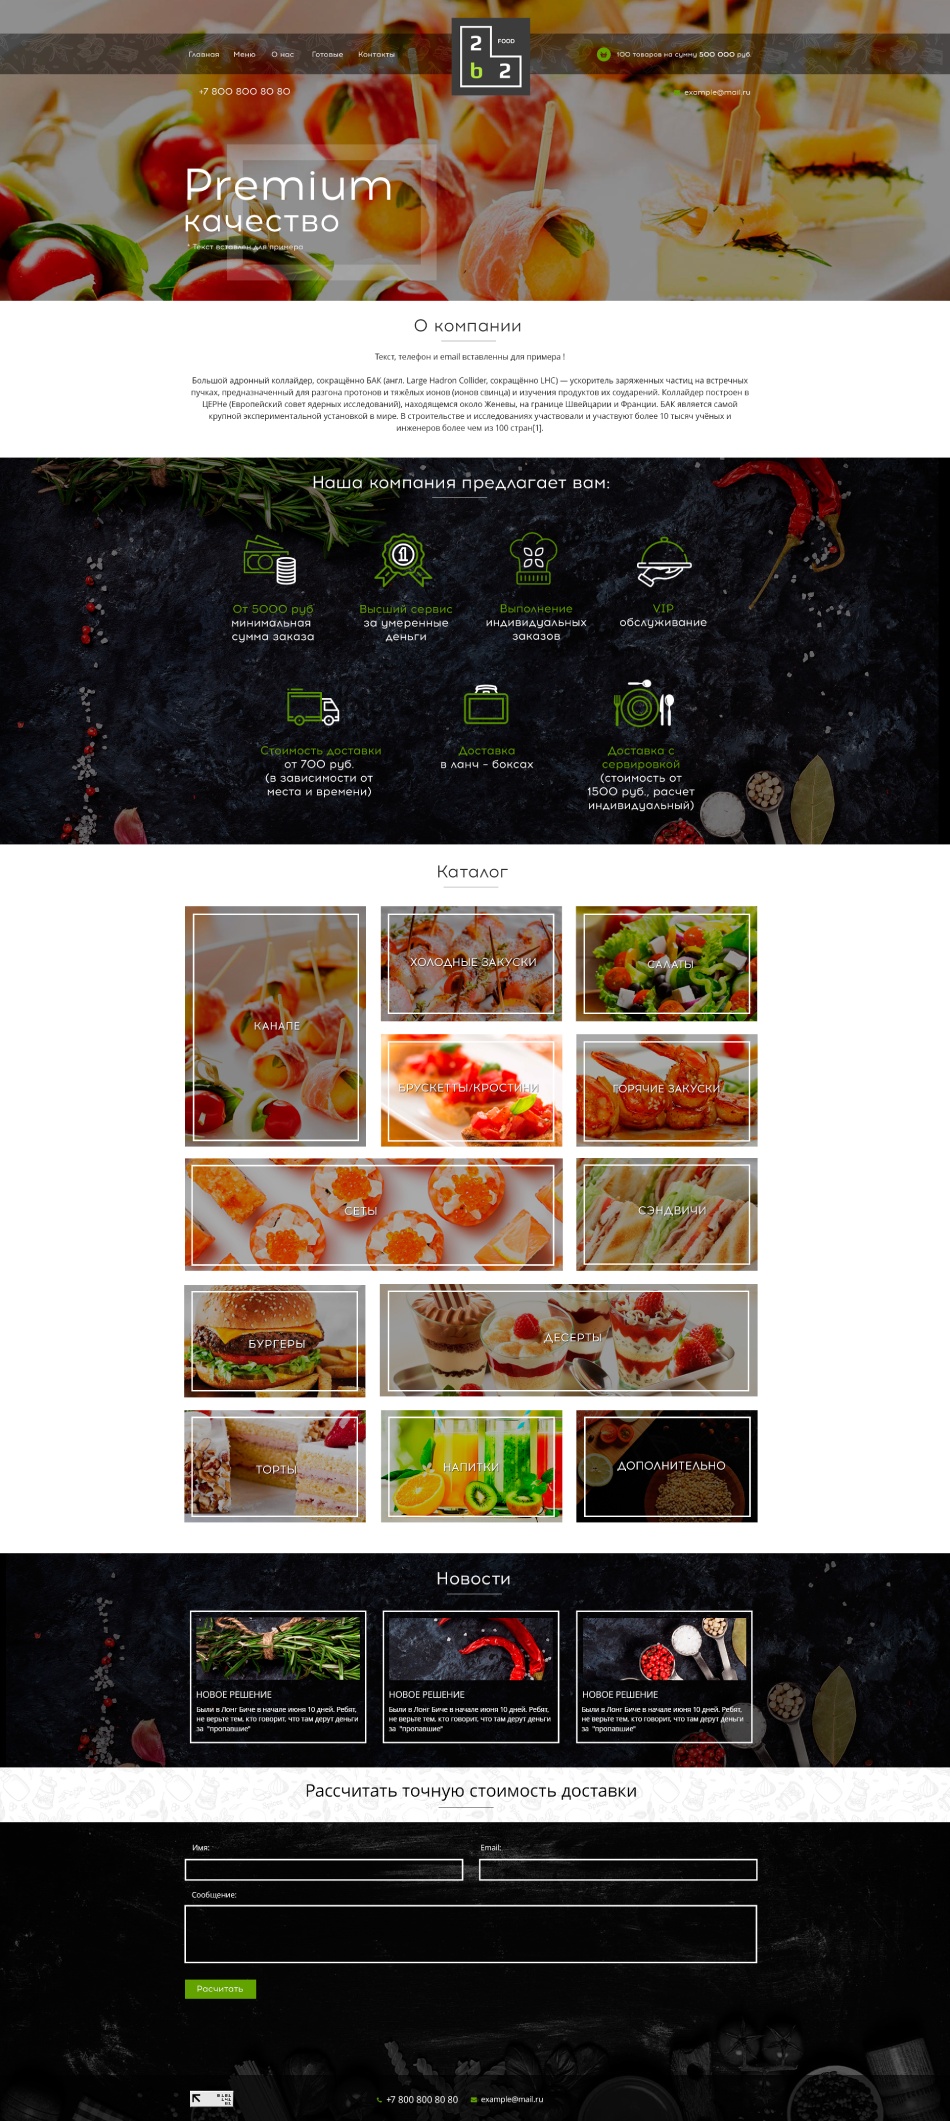 Главная Меню О нас Готовые Контакты
2 FOOD
b 2
100 товаров на сумму 500 000 руб.
+7 800 800 80 80
example@mail.ru
Premium
качество
* Текст вставлен для примера
О компании
Текст, телефон и email вставленны для примера !
Большой адронный коллайдер, сокращённо БАК (англ. Large Hadron Collider, сокращённо LHC) — ускоритель заряженных частиц на встречных
пучках, предназначенный для разгона протонов и тяжёлых ионов (ионов свинца) и изучения продуктов их соударений. Коллайдер построен в
ЦЕРНе (Европейский совет ядерных исследований), находящемся около Женевы, на границе Швейцарии и Франции. БАК является самой
крупной экспериментальной установкой в мире. В строительстве и исследованиях участвовали и участвуют более 10 тысяч учёных и
инженеров более чем из 100 стран[1].
Наша компания предлагает вам:
От 5000 руб
минимальная
сумма заказа
1
Высший сервис
за умеренные
деньги
Выполнение
индивидуальных
заказов
VIP
обслуживание
Стоимость доставки
от 700 руб.
(в зависимости от
места и времени)
Доставка
в ланч - боксах
Доставка с
сервировкой
(стоимость от
1500 руб., расчет
индивидуальный)
Каталог
КАНАПЕ
ХОЛОДНЫЕ ЗАКУСКИ
САЛАТЫ
БРУСКЕТТЫ/КРОСТИНИ
ГОРЯЧИЕ ЗАКУСКИ
СЕТЫ
СЭНДВИЧИ
БУРГЕРЫ
ДЕСЕРТЫ
ТОРТЫ
НАПИТКИ
ДОПОЛНИТЕЛЬНО
Новости
НОВОЕ РЕШЕНИЕ
Были в Лонг Биче в начале июня 10 дней. Ребят,
не верьте тем, кто говорит, что там дерут деньги
за "пропавшие"
НОВОЕ РЕШЕНИЕ
Были в Лонг Биче в начале июня 10 дней. Ребят,
не верьте тем, кто говорит, что там дерут деньги
за "пропавшие"
НОВОЕ РЕШЕНИЕ
Были в Лонг Биче в начале июня 10 дней. Ребят,
не верьте тем, кто говорит, что там дерут деньги
за "пропавшие"
Рассчитать точную стоимость доставки
Имя:
Email:
Сообщение:
Расчитать
+7 800 800 80 80 example@mail.ru